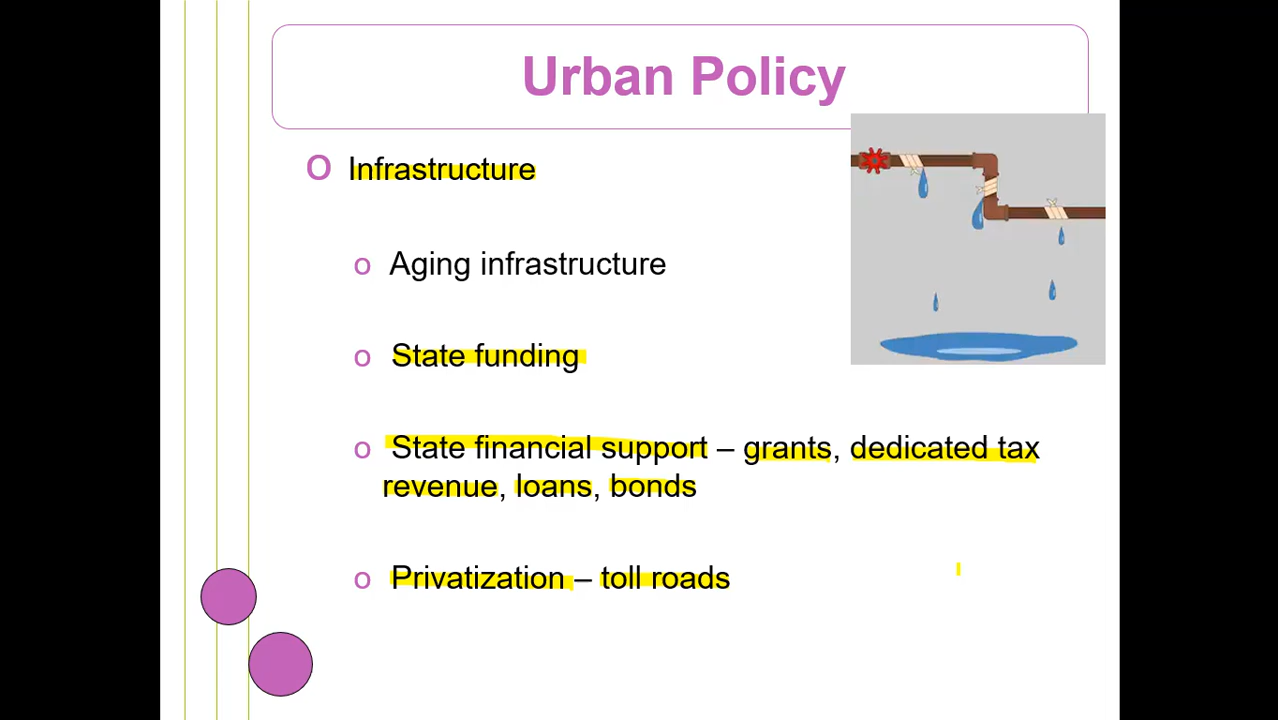 Urban Policy
Infrastructure
Aging infrastructure
State funding
State financial support – grants, dedicated tax
revenue, loans, bonds
Privatization – toll roads